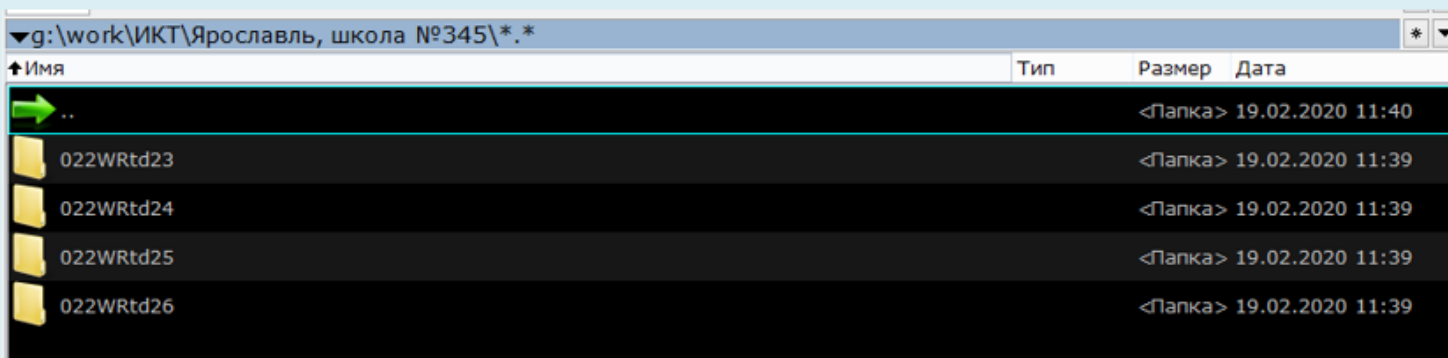 g:\work\ИКТ\Ярославль, школа №345\*.*
*
Имя Тип Размер Дата
.. <Папка> 19.02.2020 11:40
022WRtd23 <Папка> 19.02.2020 11:39
022WRtd24 <Папка> 19.02.2020 11:39
022WRtd25 <Папка> 19.02.2020 11:39
022WRtd26 <Папка> 19.02.2020 11:39